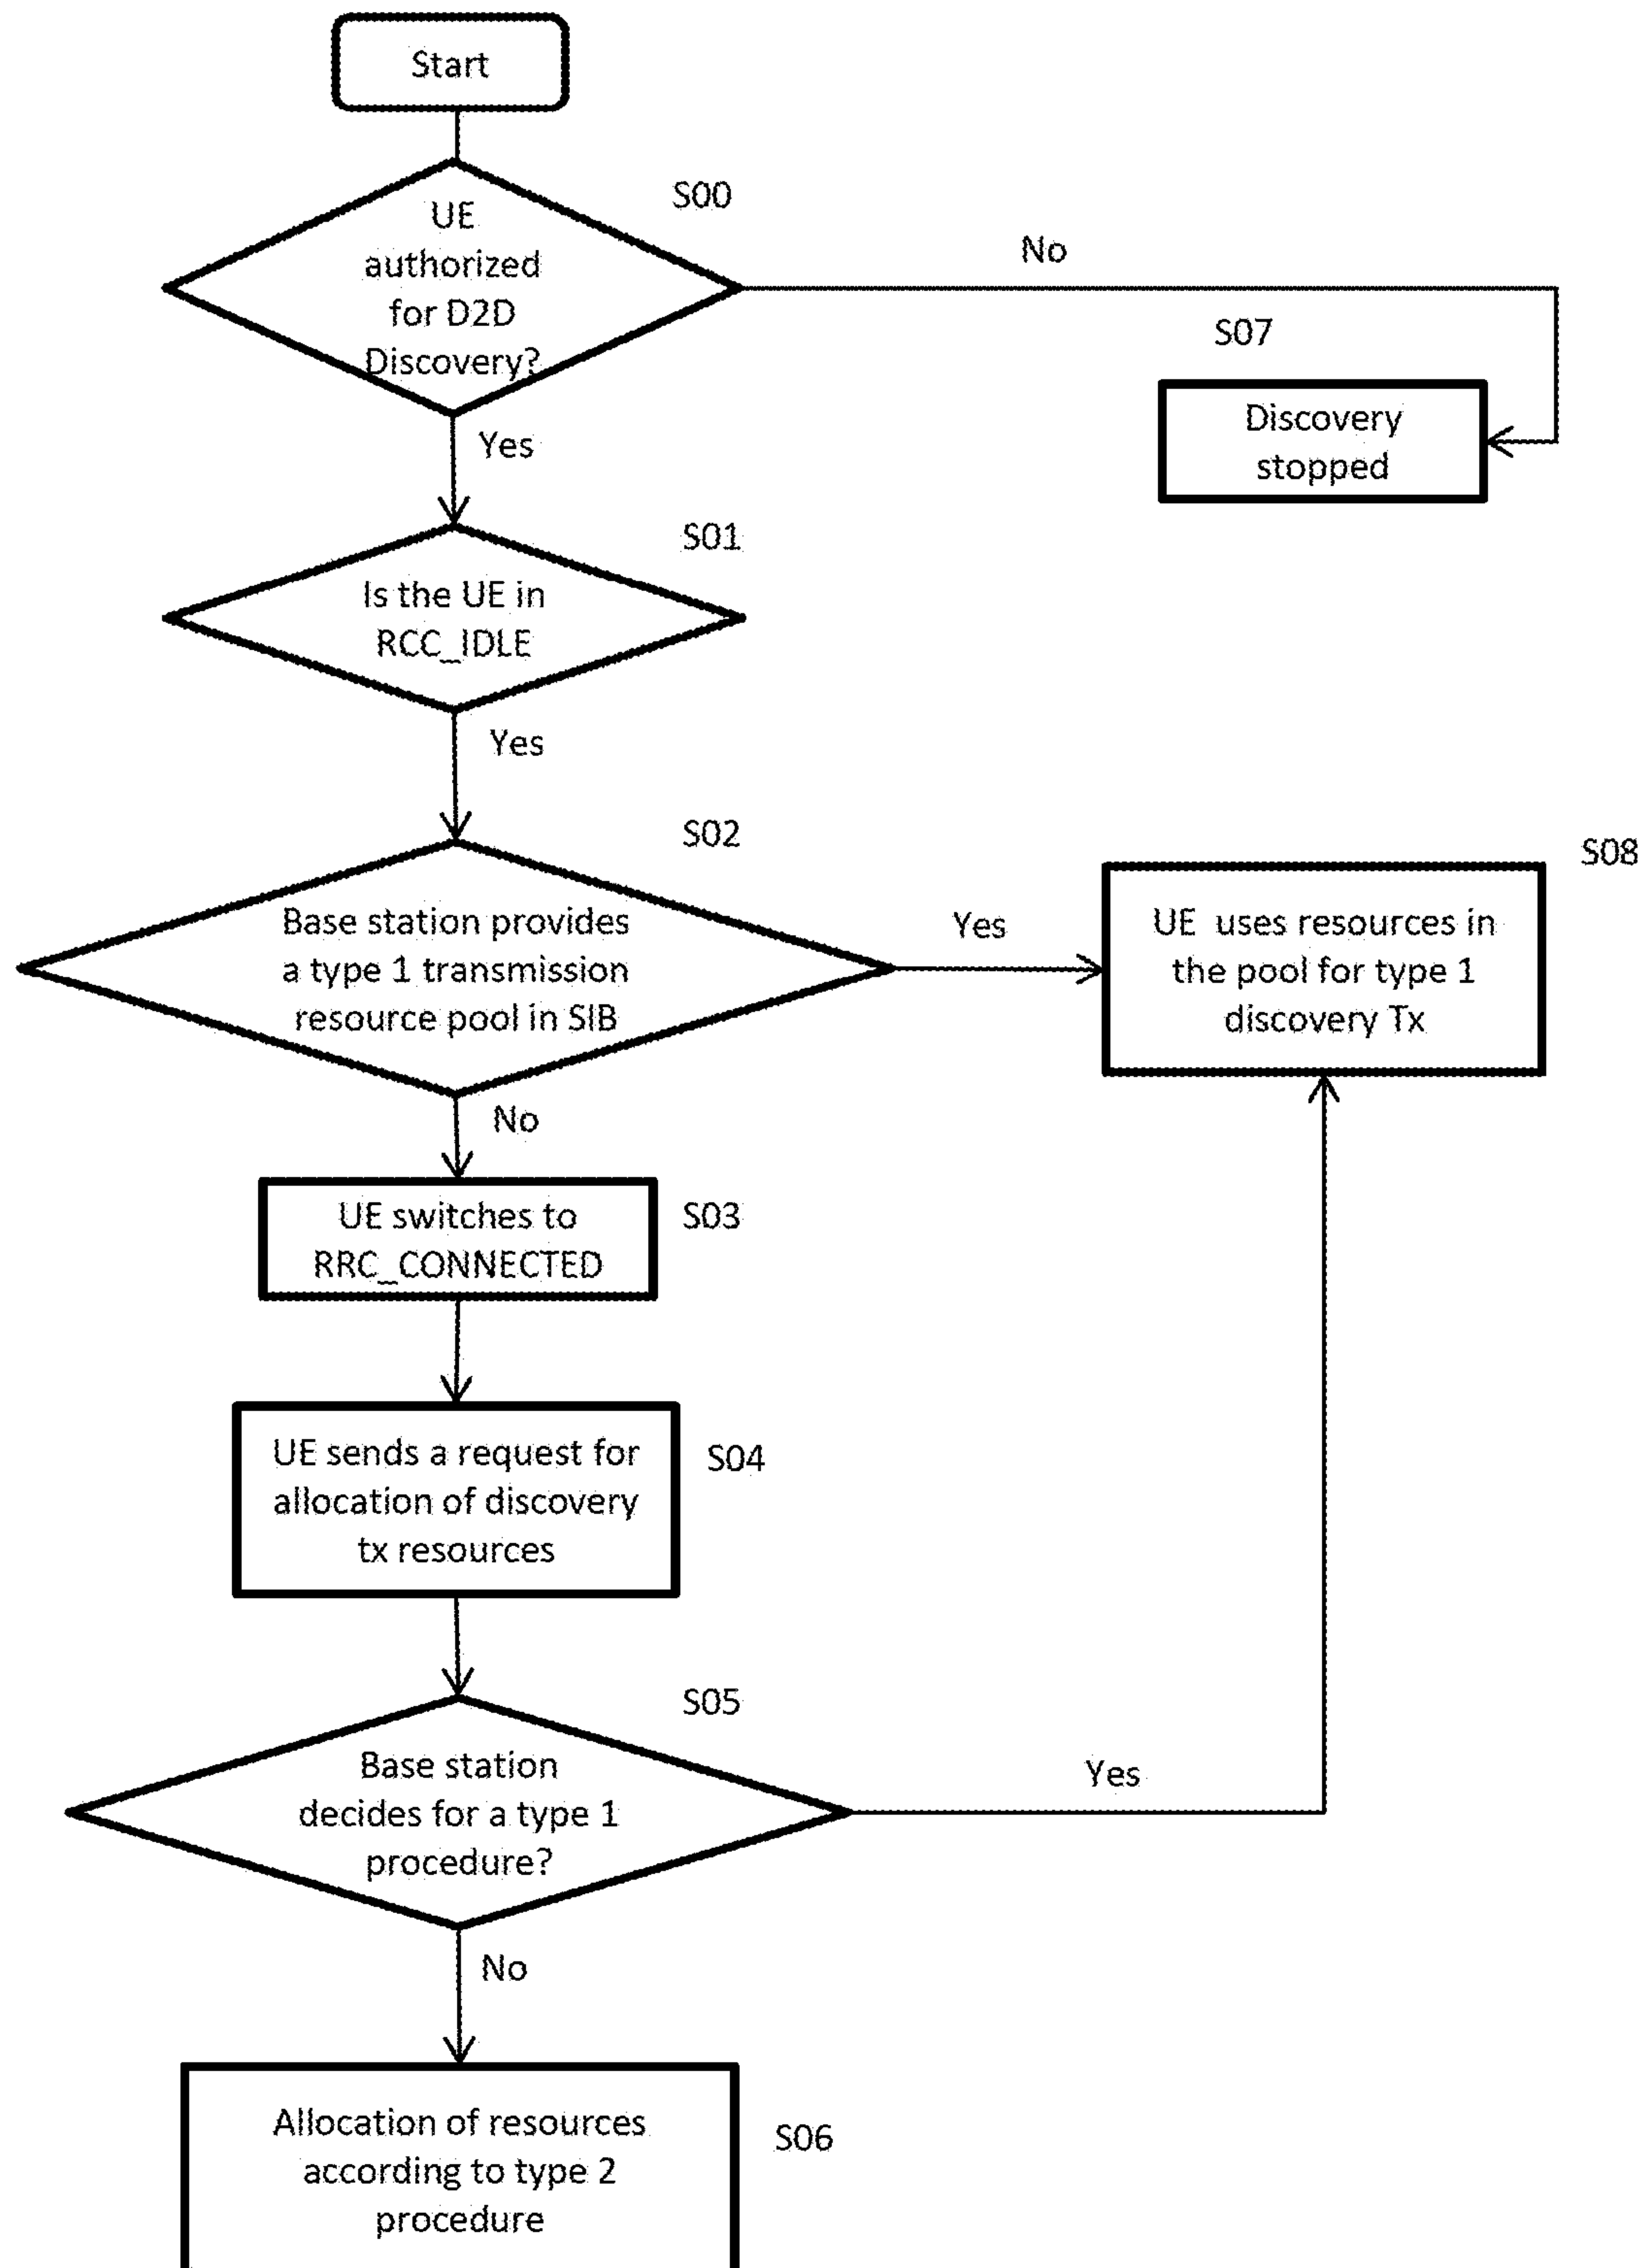 Start
S00
UE
authorized
for D2D
Discovery?
No
S07
Discovery
stopped
Yes
S01
Is the UE in
RCC_IDLE
Yes
S02
Base station provides
a type 1 transmission
resource pool in SIB
Yes
S08
UE uses resources in
the pool for type 1
discovery Tx
No
UE switches to
RRC_CONNECTED
S03
UE sends a request for
allocation of discovery
tx resources
S04
S05
Base station
decides for a type 1
procedure?
Yes
No
Allocation of resources
according to type 2
procedure
S06